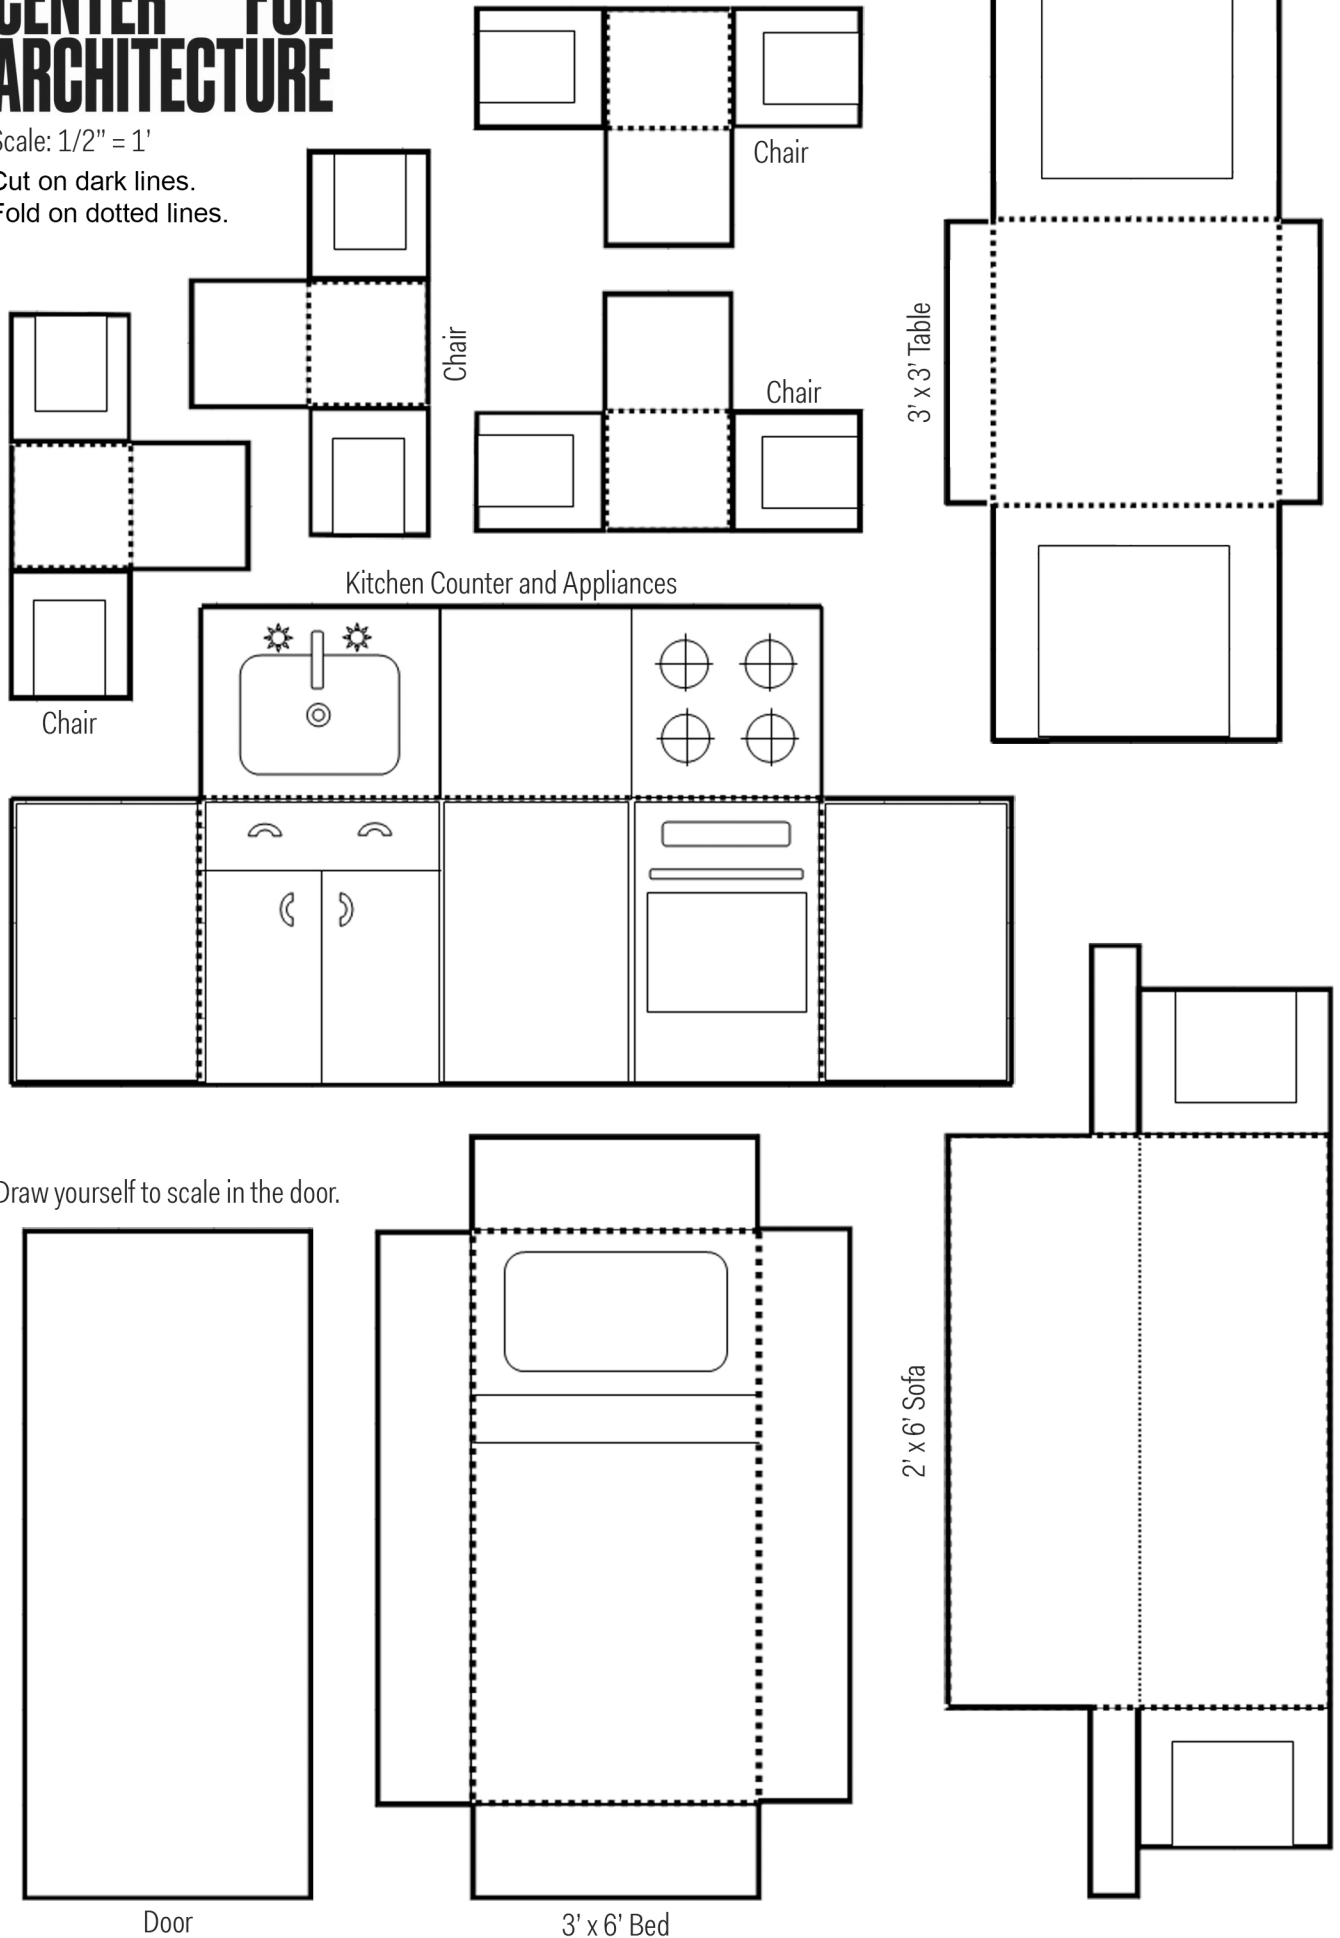 CENTER FOR
ARCHITECTURE
Scale: 1/2” = 1’
Cut on dark lines.
Fold on dotted lines.
Chair
Chair
3’ x 3’ Table
Chair
Kitchen Counter and Appliances
Chair
Draw yourself to scale in the door.
2’ x 6’ Sofa
Door
3’ x 6’ Bed